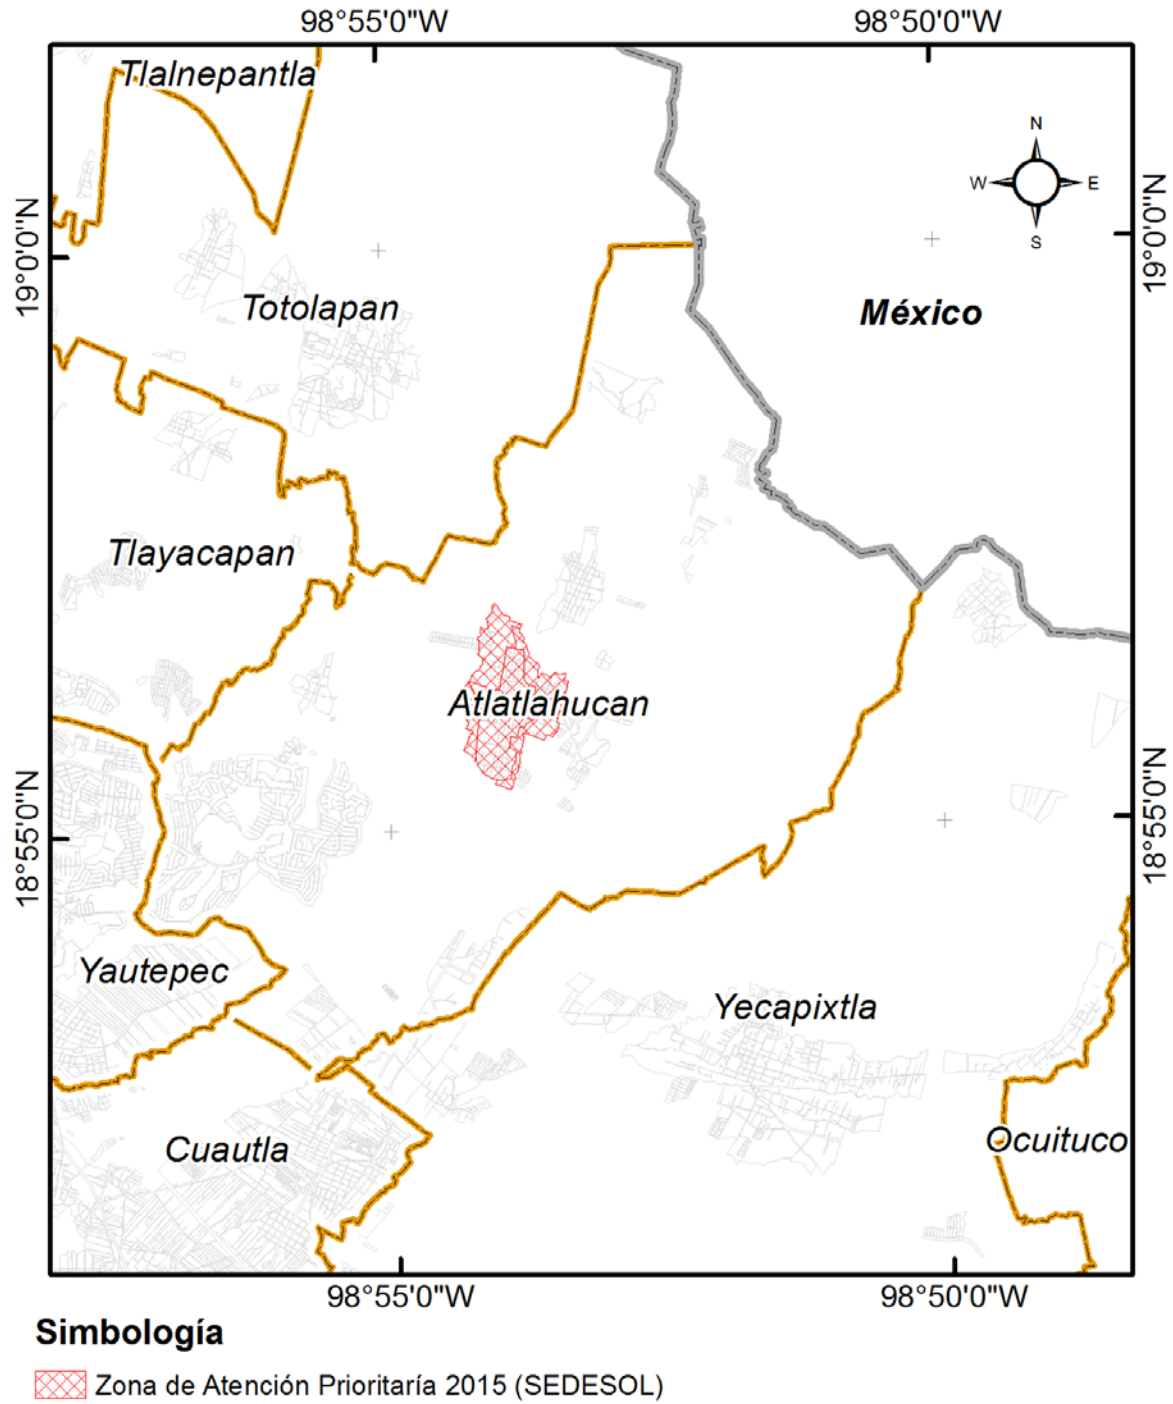 98°55'0"W
98°50'0"W
Tlalnepantla
N
W
E
S
19°0'0"N
19°0'0"N
Totolapan
México
Tlayacapan
Atlatlahucan
18°55'0"N
18°55'0"N
Yautepec
Yecapixtla
Cuautla
Ocuituco
98°55'0"W
98°50'0"W
Simbología
Zona de Atención Prioritaría 2015 (SEDESOL)